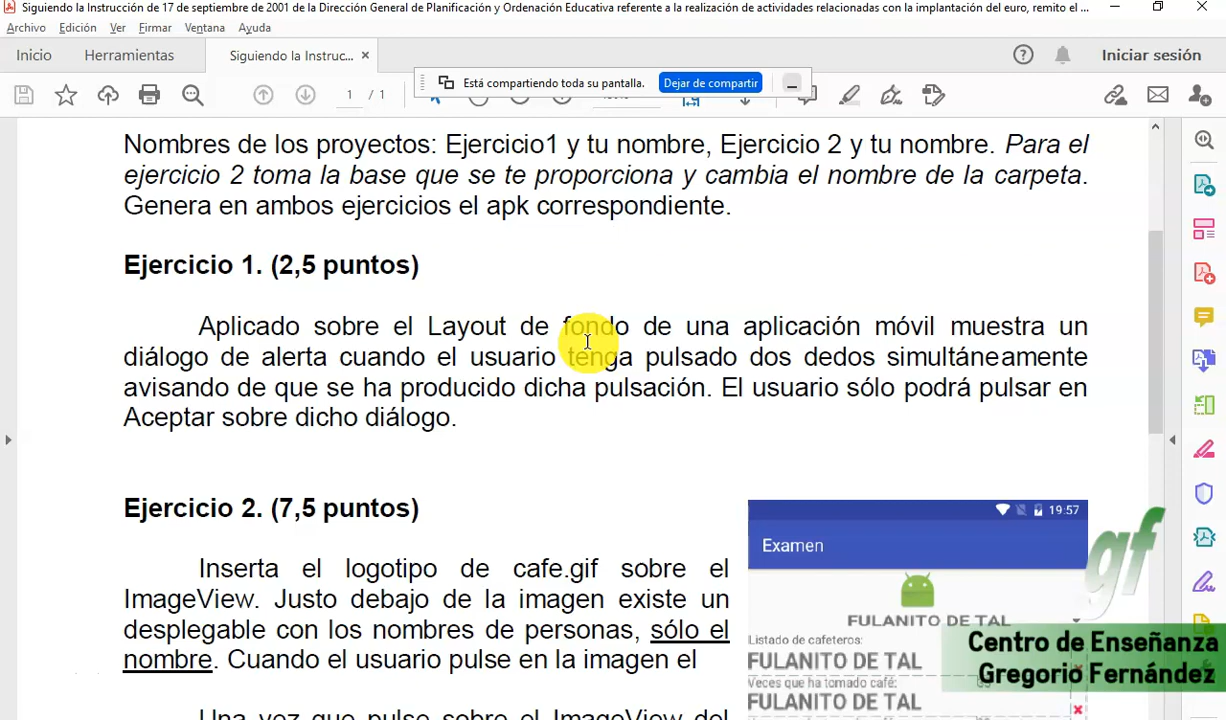 Siguiendo la Instrucción de 17 de septiembre de 2001 de la Dirección General de Planificación y Ordenación Educativa referente a la realización de actividades relacionadas con la implantación del euro, remito el ...
Archivo Edición Ver Firmar Ventana Ayuda
Inicio Herramientas Siguiendo la Instruc... × Iniciar sesión
Está compartiendo toda su pantalla. Dejar de compartir
1 / 1
Nombres de los proyectos: Ejercicio1 y tu nombre, Ejercicio 2 y tu nombre. Para el
ejercicio 2 toma la base que se te proporciona y cambia el nombre de la carpeta.
Genera en ambos ejercicios el apk correspondiente.
Ejercicio 1. (2,5 puntos)
Aplicado sobre el Layout de fondo de una aplicación móvil muestra un
diálogo de alerta cuando el usuario tenga pulsado dos dedos simultáneamente
avisando de que se ha producido dicha pulsación. El usuario sólo podrá pulsar en
Aceptar sobre dicho diálogo.
Ejercicio 2. (7,5 puntos)
Inserta el logotipo de cafe.gif sobre el
ImageView. Justo debajo de la imagen existe un
desplegable con los nombres de personas, sólo el
nombre. Cuando el usuario pulse en la imagen el
Una vez que pulse sobre el ImageView del
19:57
Examen
FULANITO DE TAL
Listado de cafeteros:
FULANITO DE TAL
Veces que ha tomado café:
FULANITO DE TAL
gf
Centro de Enseñanza
Gregorio Fernández